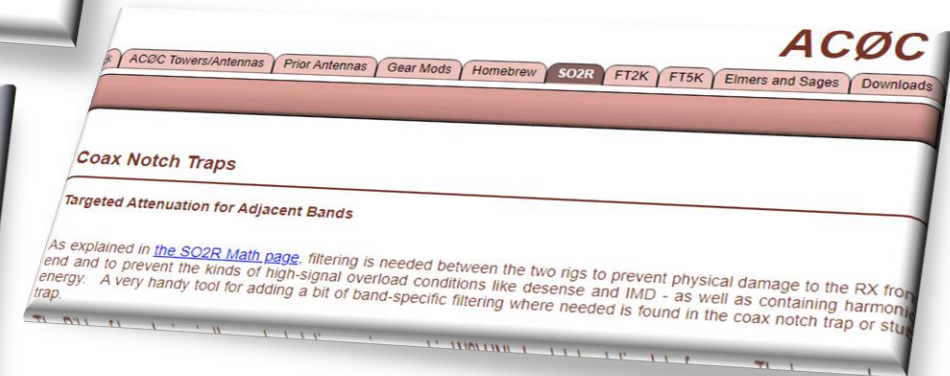 ACØC
ACØC Towers/Antennas Prior Antennas Gear Mods Homebrew SO2R FT2K FT5K Elmers and Sages Downloads
Coax Notch Traps
Targeted Attenuation for Adjacent Bands
As explained in the SO2R Math page, filtering is needed between the two rigs to prevent physical damage to the RX
end and to prevent the kinds of high-signal overload conditions like desense and IMD - as well as containing
energy. A very handy tool for adding a bit of band-specific filtering where needed is found in the coax notch trap or
trap.